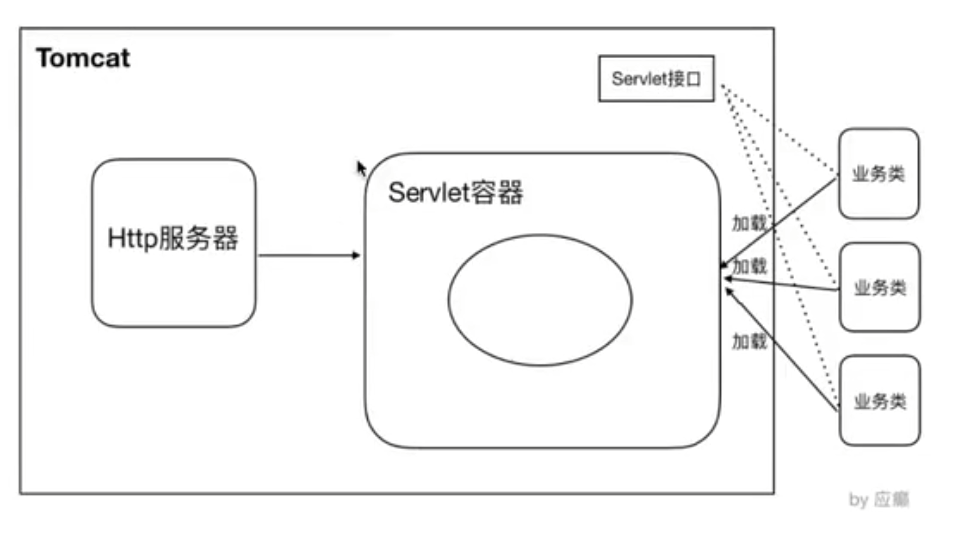 Tomcat
Servlet接口
业务类
Servlet容器
Http服务器
加载
加载
业务类
加载
业务类
by 应癫